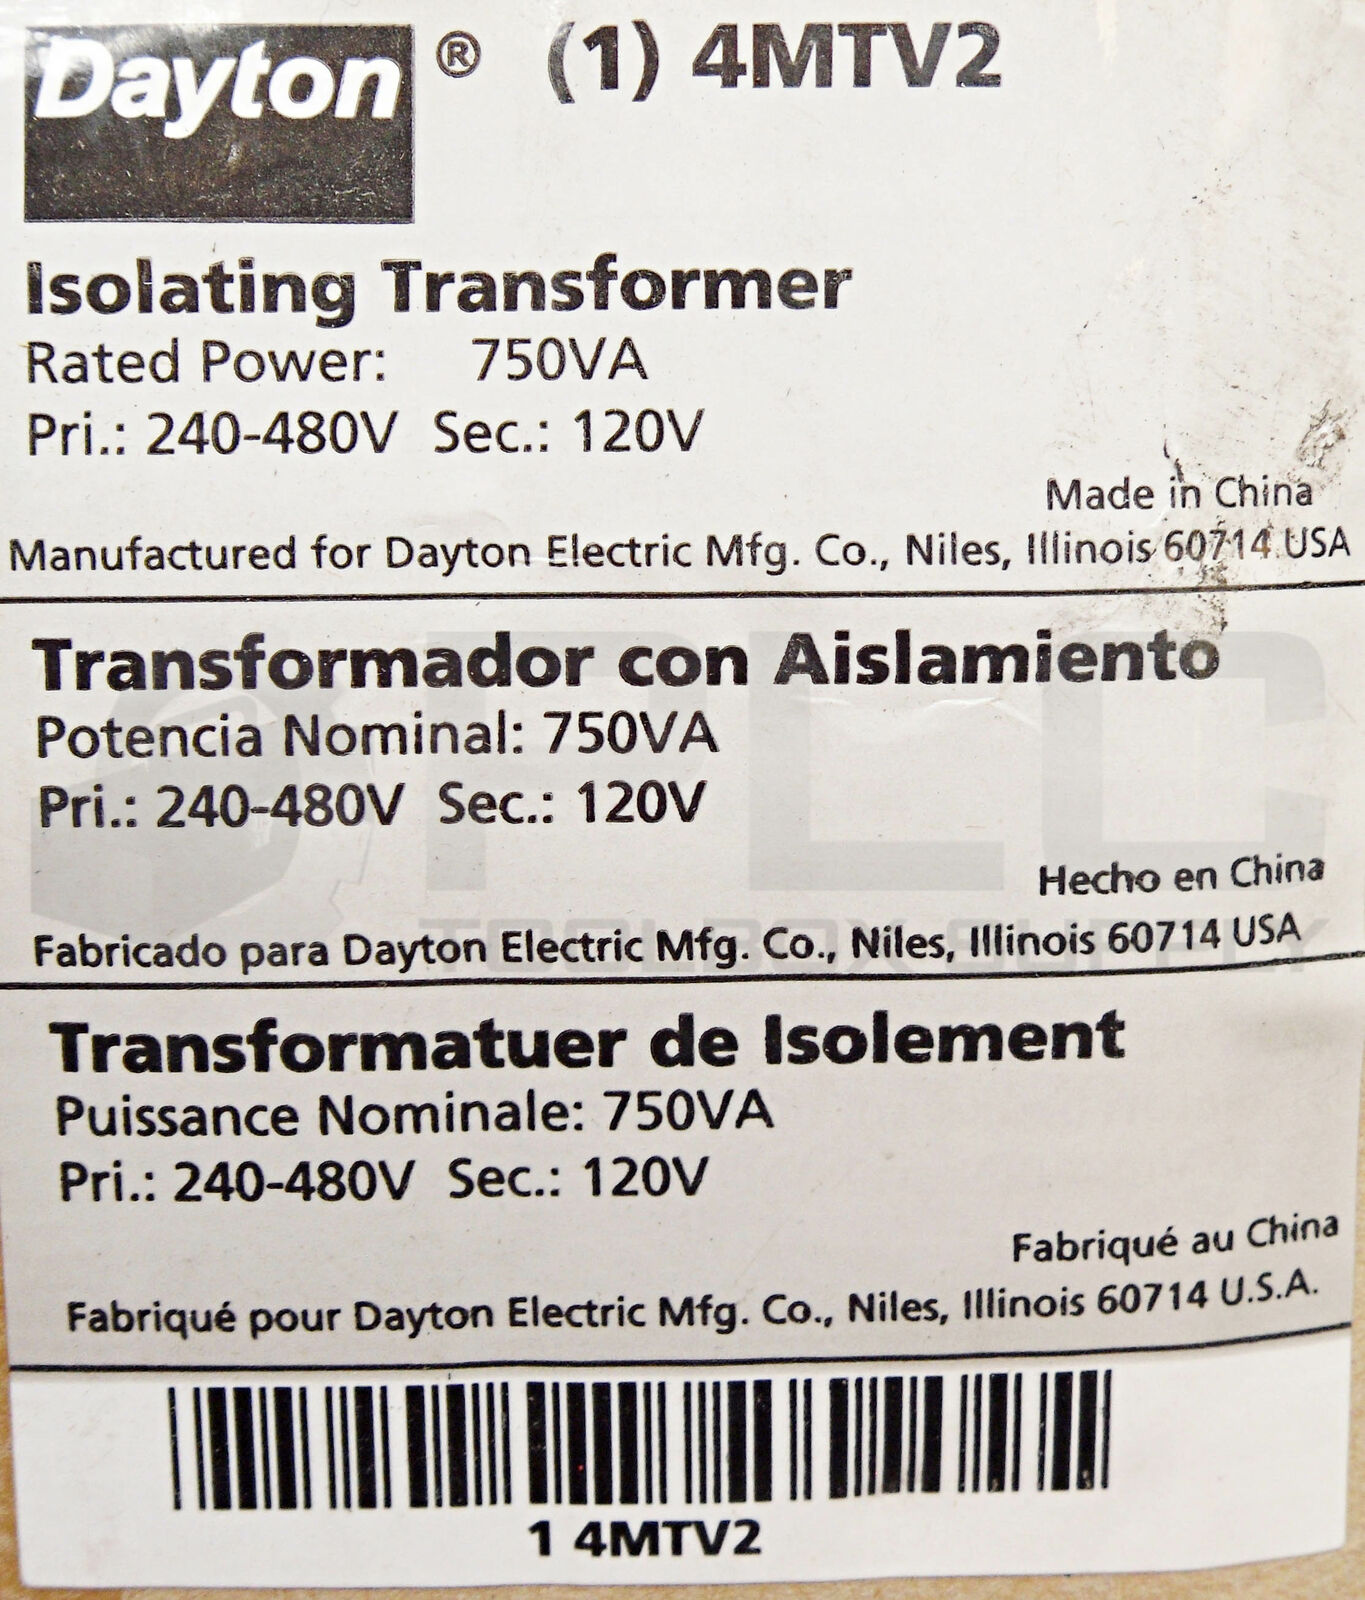 Dayton® (1) 4MTV2
Isolating Transformer
Rated Power: 750VA
Pri.: 240-480V Sec.: 120V
Made in China
Manufactured for Dayton Electric Mfg. Co., Niles, Illinois 60714 USA
Transformador con Aislamiento
Potencia Nominal: 750VA
Pri.: 240-480V Sec.: 120V
Hecho en China
Fabricado para Dayton Electric Mfg. Co., Niles, Illinois 60714 USA
PLC
TOOLBOX SUPPLY
Transformatuer de Isolement
Puissance Nominale: 750VA
Pri.: 240-480V Sec.: 120V
Fabriqué au China
Fabriqué pour Dayton Electric Mfg. Co., Niles, Illinois 60714 U.S.A.
1 4MTV2